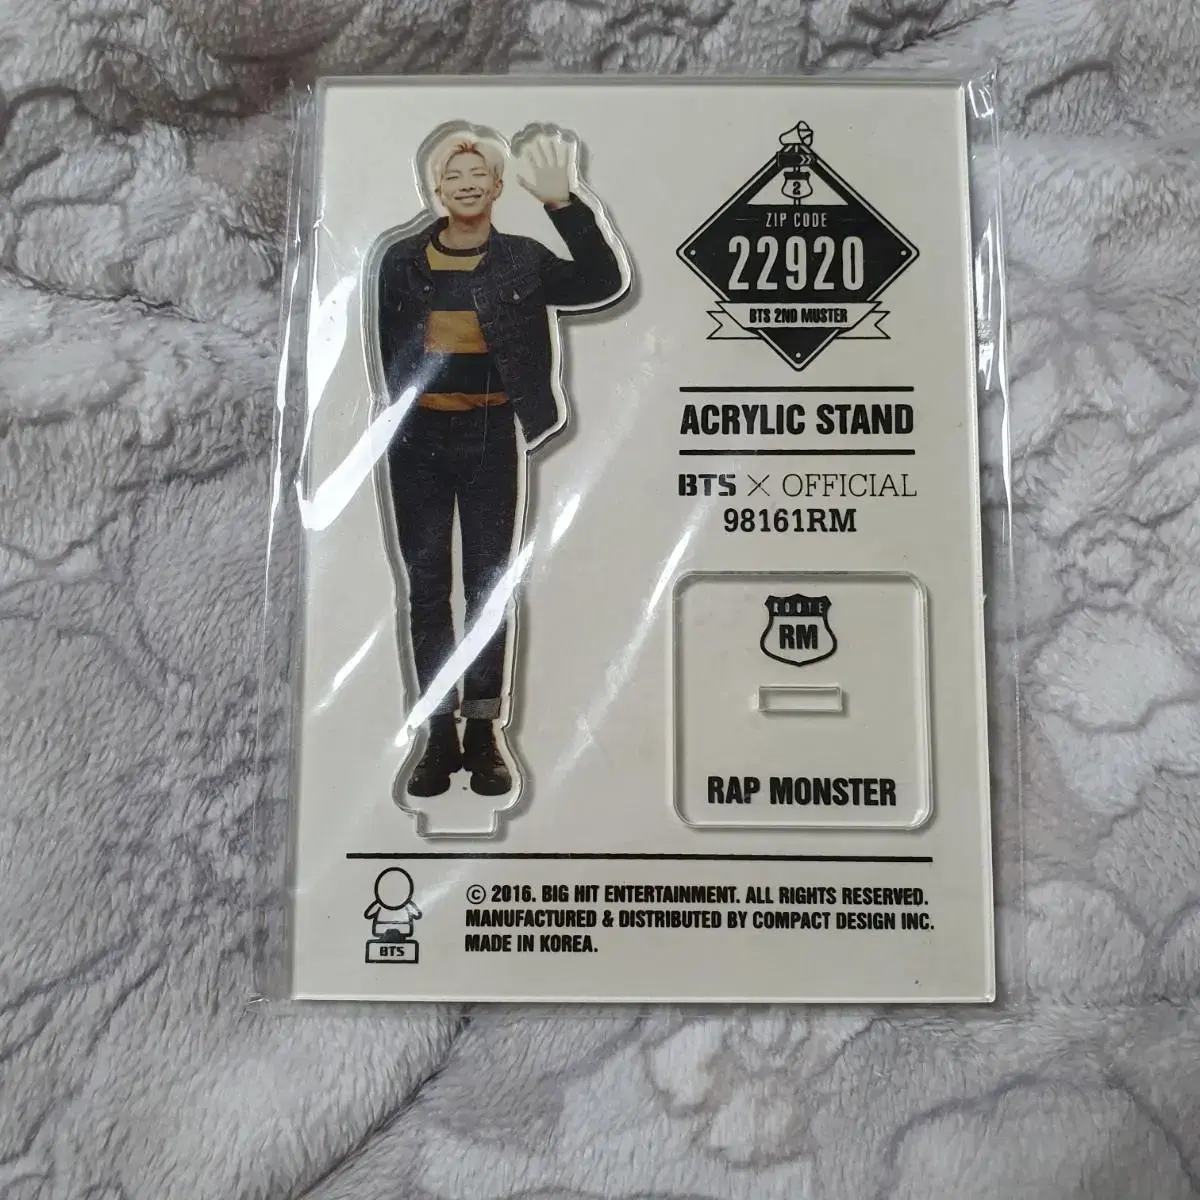 2
ZIP CODE
22920
BTS 2ND MUSTER
ACRYLIC STAND
BTS × OFFICIAL
98161RM
ROUTE
RM
RAP MONSTER
BTS
© 2016. BIG HIT ENTERTAINMENT. ALL RIGHTS RESERVED.
MANUFACTURED & DISTRIBUTED BY COMPACT DESIGN INC.
MADE IN KOREA.